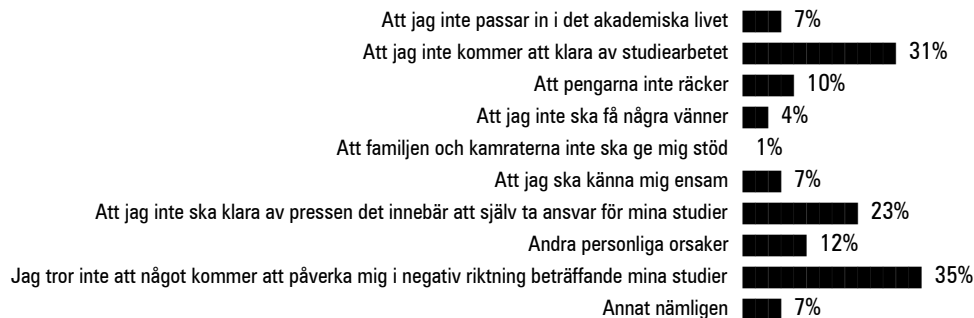 Att jag inte passar in i det akademiska livet 7%
Att jag inte kommer att klara av studiearbetet 31%
Att pengarna inte räcker 10%
Att jag inte ska få några vänner 4%
Att familjen och kamraterna inte ska ge mig stöd 1%
Att jag ska känna mig ensam 7%
Att jag inte ska klara av pressen det innebär att själv ta ansvar för mina studier 23%
Andra personliga orsaker 12%
Jag tror inte att något kommer att påverka mig i negativ riktning beträffande mina studier 35%
Annat nämligen 7%